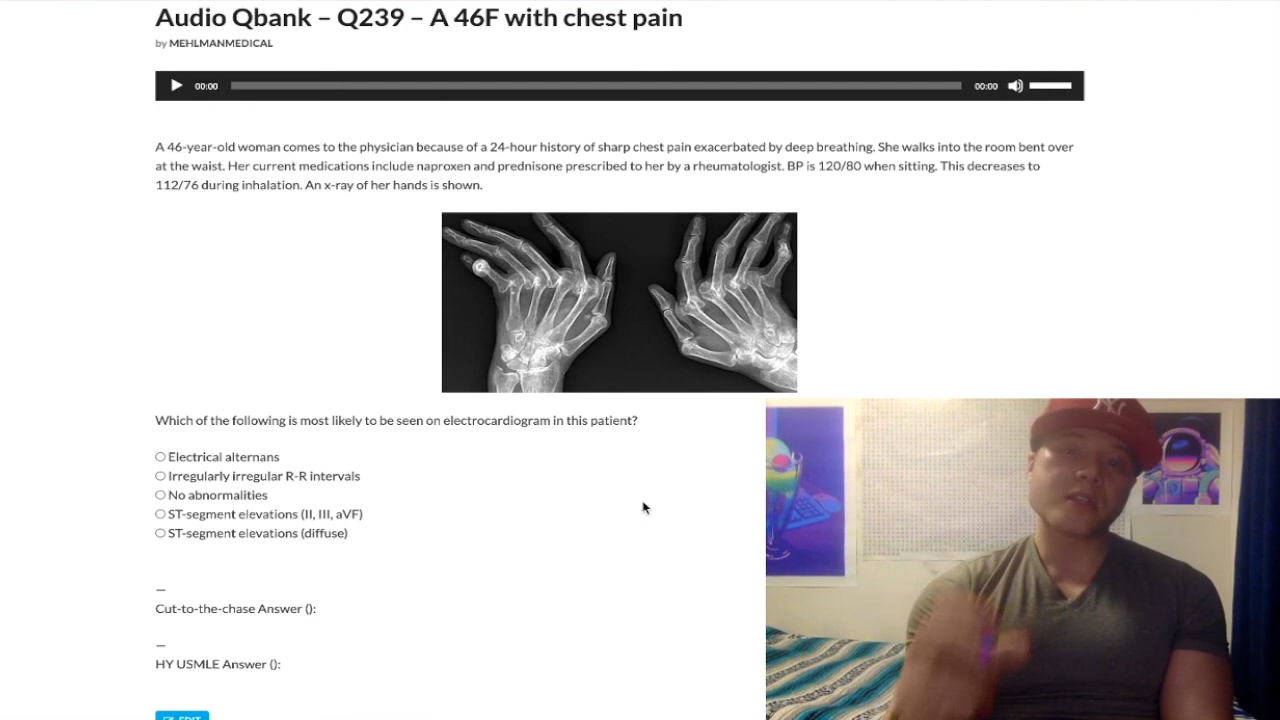 Audio Qbank – Q239 – A 46F with chest pain
by MEHLMANMEDICAL
00:00
00:00
A 46-year-old woman comes to the physician because of a 24-hour history of sharp chest pain exacerbated by deep breathing. She walks into the room bent over
at the waist. Her current medications include naproxen and prednisone prescribed to her by a rheumatologist. BP is 120/80 when sitting. This decreases to
112/76 during inhalation. An x-ray of her hands is shown.
Which of the following is most likely to be seen on electrocardiogram in this patient?
Electrical alternans
Irregularly irregular R-R intervals
No abnormalities
ST-segment elevations (II, III, aVF)
ST-segment elevations (diffuse)
—
Cut-to-the-chase Answer ():
—
HY USMLE Answer ():
EDIT